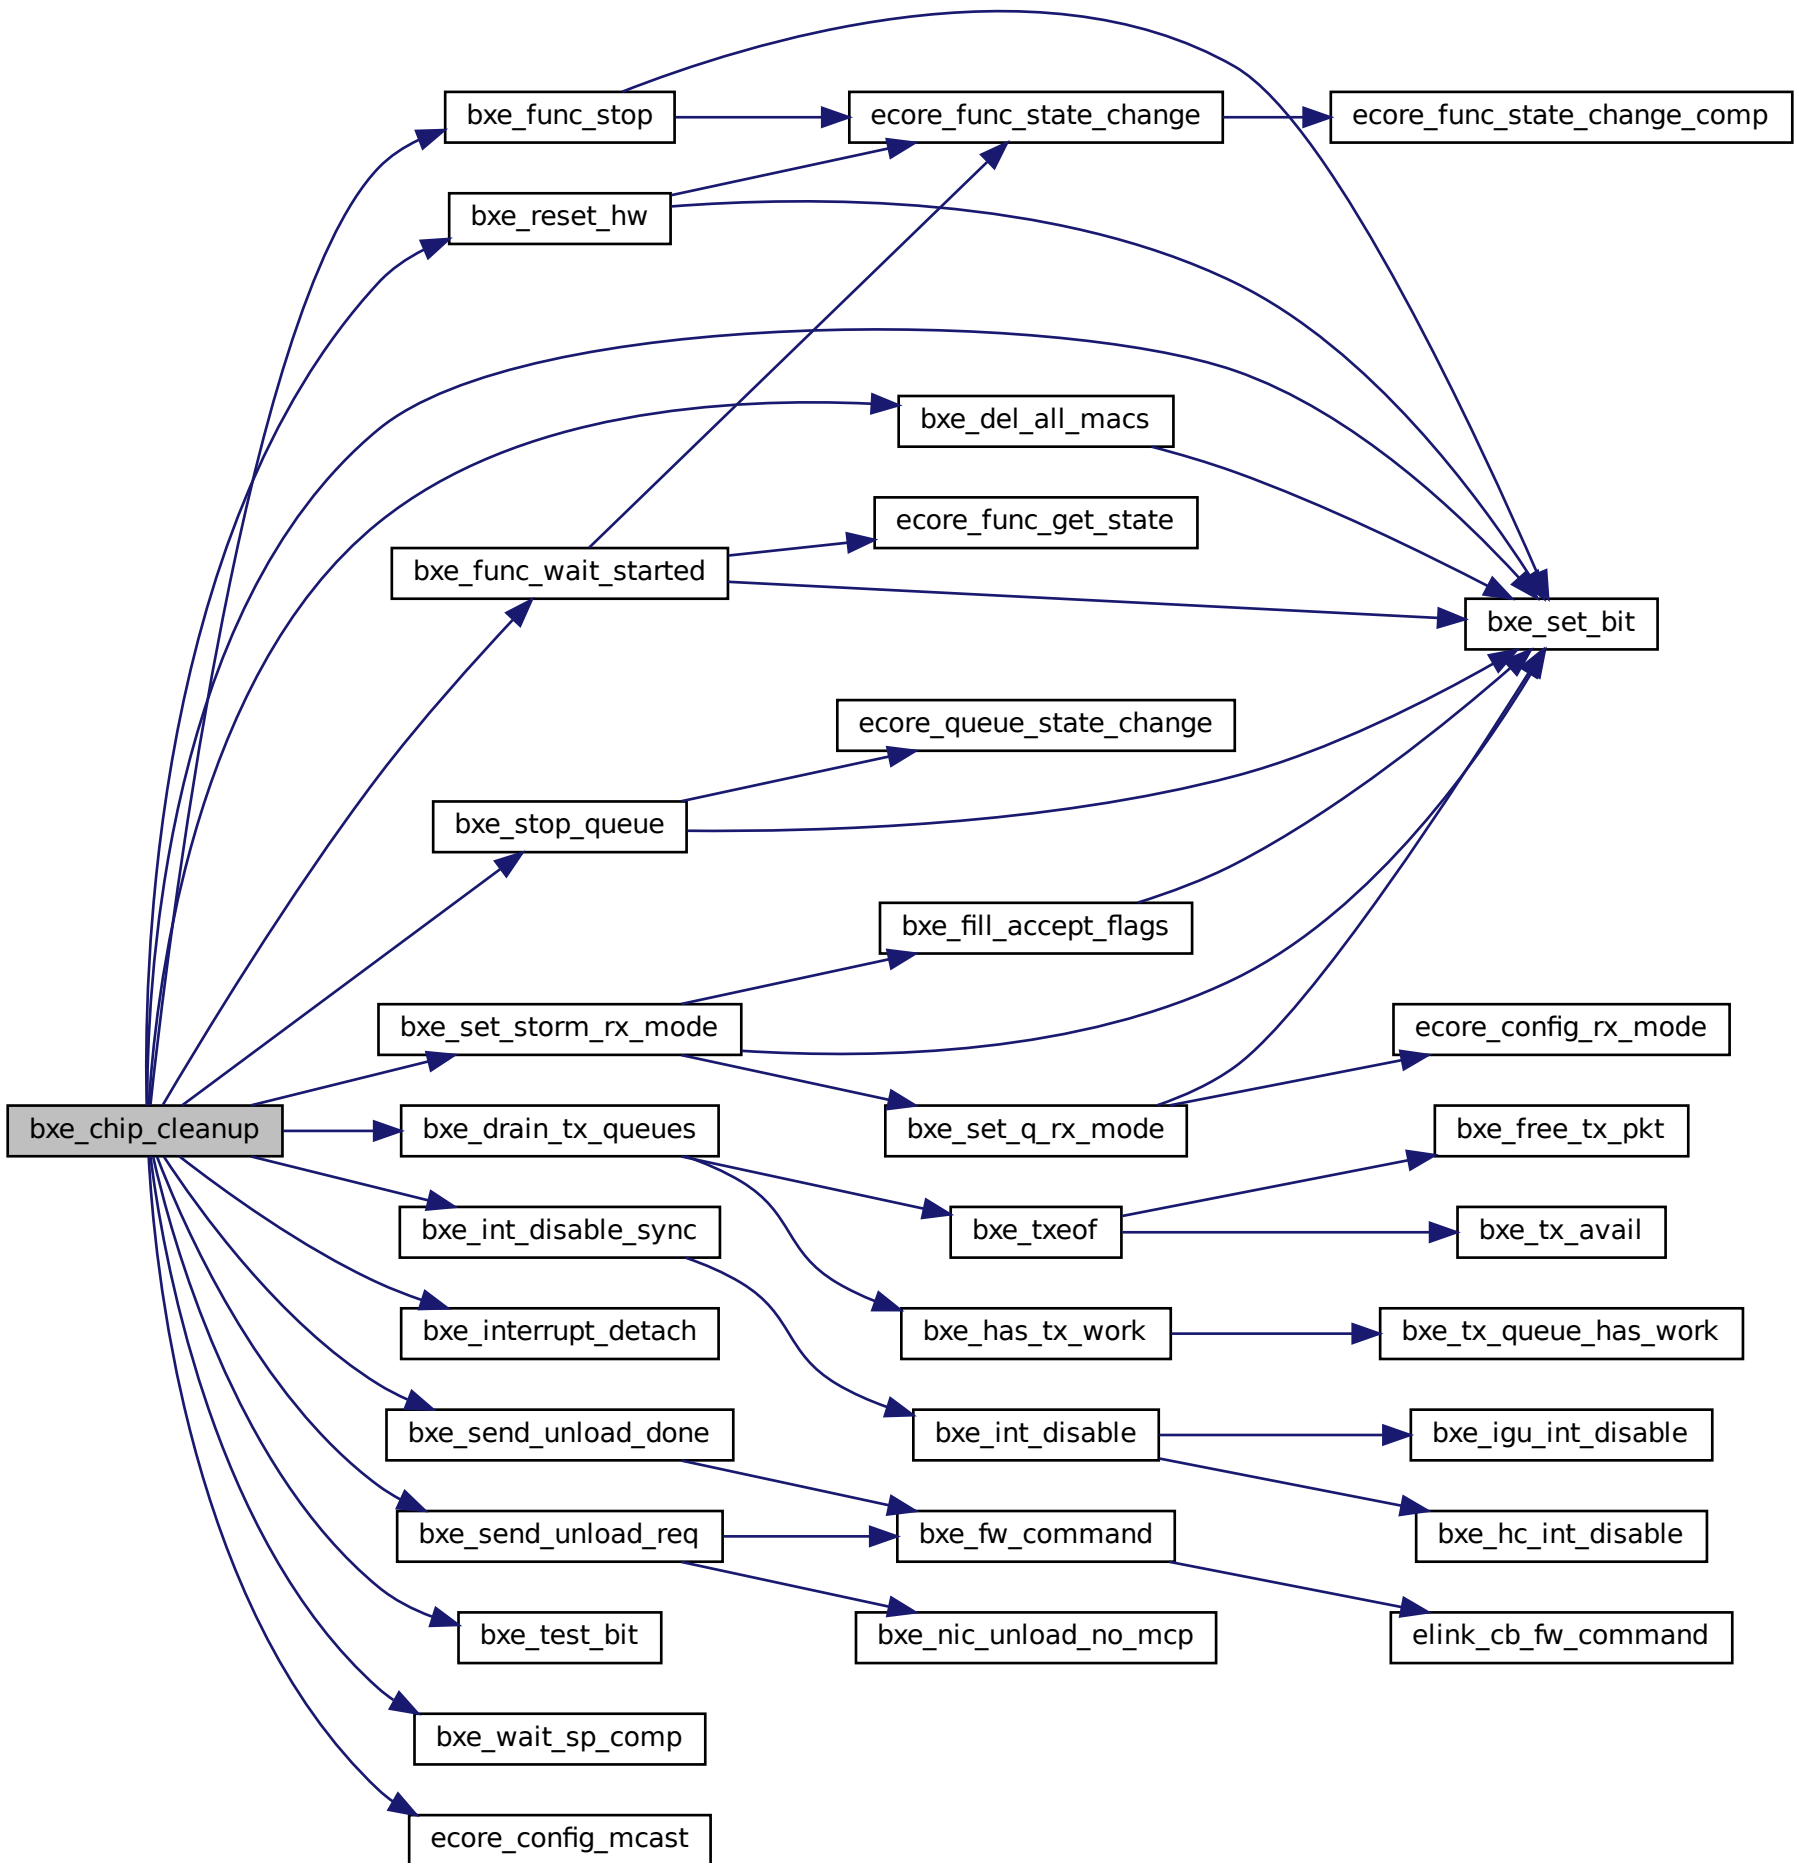 bxe_func_stop
ecore_func_state_change
ecore_func_state_change_comp
bxe_reset_hw
bxe_del_all_macs
ecore_func_get_state
bxe_func_wait_started
bxe_set_bit
ecore_queue_state_change
bxe_stop_queue
bxe_fill_accept_flags
bxe_set_storm_rx_mode
ecore_config_rx_mode
bxe_chip_cleanup
bxe_drain_tx_queues
bxe_set_q_rx_mode
bxe_free_tx_pkt
bxe_int_disable_sync
bxe_txeof
bxe_tx_avail
bxe_interrupt_detach
bxe_has_tx_work
bxe_tx_queue_has_work
bxe_send_unload_done
bxe_int_disable
bxe_igu_int_disable
bxe_send_unload_req
bxe_fw_command
bxe_hc_int_disable
bxe_test_bit
bxe_nic_unload_no_mcp
elink_cb_fw_command
bxe_wait_sp_comp
ecore_config_mcast